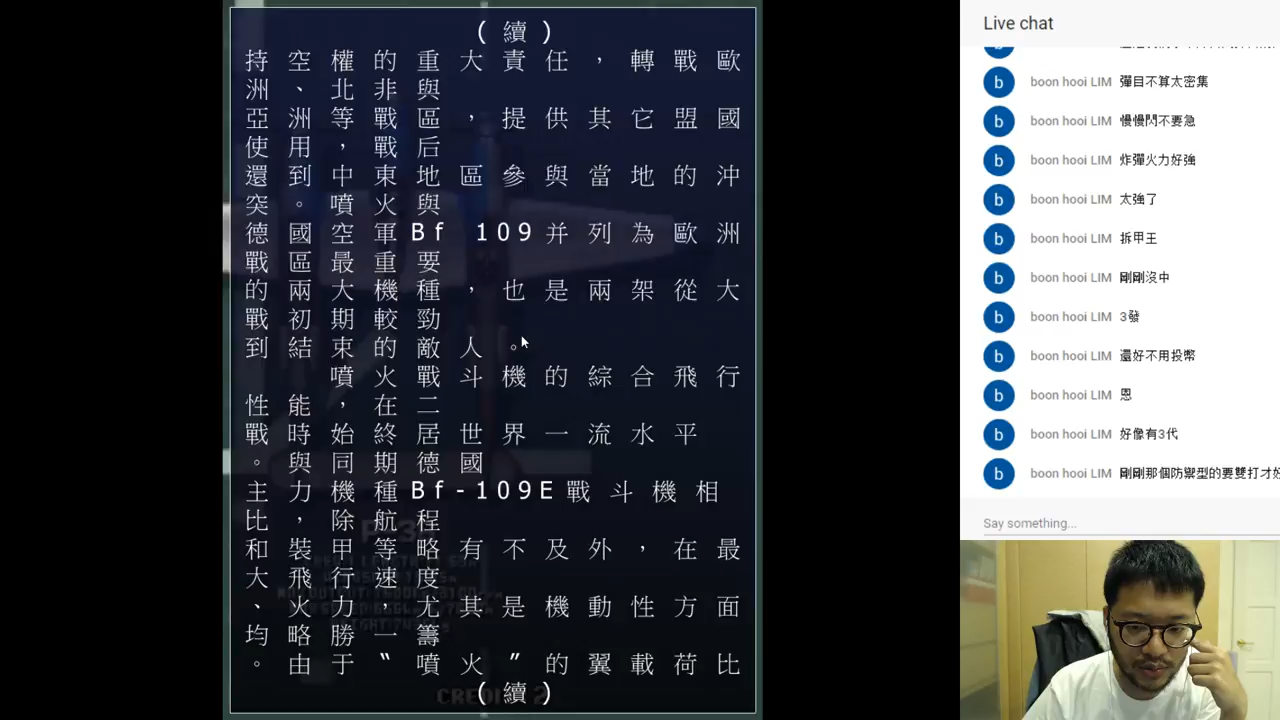 (續)
持空權的重大責任，轉戰歐
洲、北非與
亞洲等戰區，提供其它盟國
使用，戰后
還到中東地區參與當地的沖
突。噴火與
德國空軍Bf 109并列為歐洲
戰區最重要
的兩大機種，也是兩架從大
戰初期較勁
到結束的敵人。
噴火戰斗機的綜合飛行
性能，在二
戰時始終居世界一流水平
。與同期德國
主力機種Bf-109E戰斗機相
比，除航程
和裝甲等略有不及外，在最
大飛行速度
、火力，尤其是機動性方面
均略勝一籌
。由于“噴火”的翼載荷比
(續)
Live chat
boon hooi LIM 彈目不算太密集
boon hooi LIM 慢慢閃不要急
boon hooi LIM 炸彈火力好強
boon hooi LIM 太強了
boon hooi LIM 拆甲王
boon hooi LIM 剛剛沒中
boon hooi LIM 3發
boon hooi LIM 還好不用投幣
boon hooi LIM 恩
boon hooi LIM 好像有3代
boon hooi LIM 剛剛那個防禦型的要雙打才好
Say something...